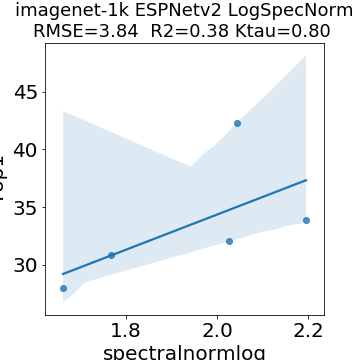 imagenet-1k ESPNetv2 LogSpecNorm
RMSE=3.84 R2=0.38 Ktau=0.80
45
40
35
30
1.8 2.0 2.2
spectralnormlog